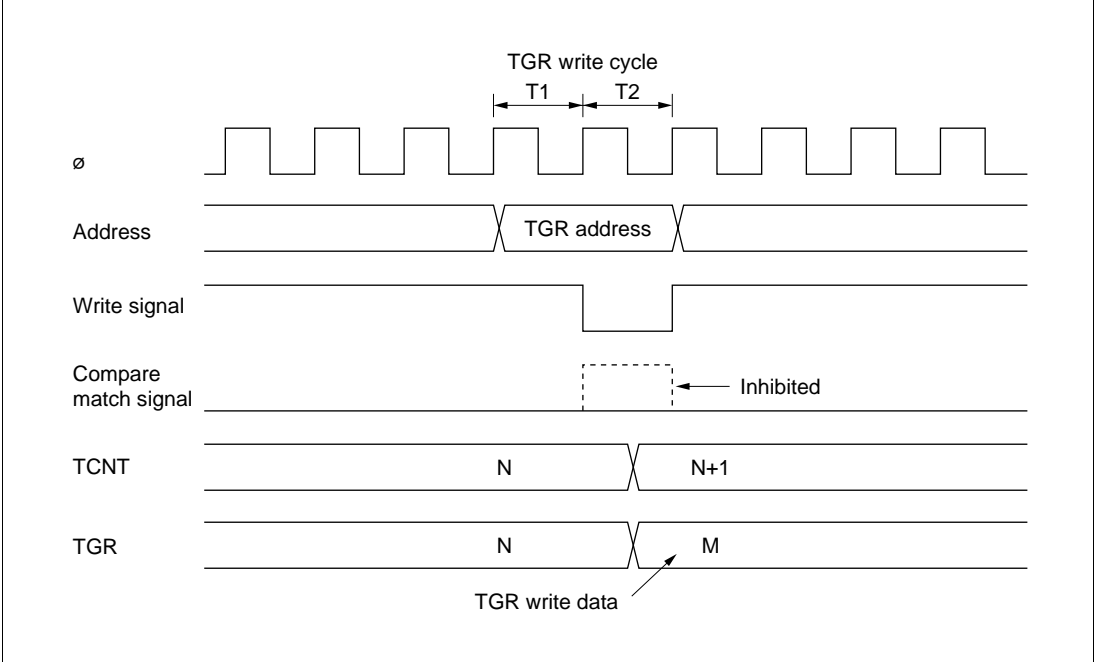 TGR write cycle
T1 T2
ø
Address TGR address
Write signal
Compare
match signal Inhibited
TCNT N N+1
TGR N M
TGR write data